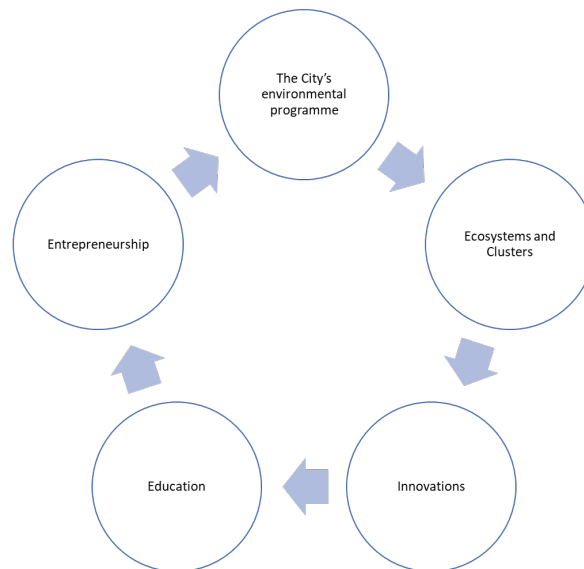 The City's
environmental
programme
Ecosystems and
Clusters
Innovations
Education
Entrepreneurship